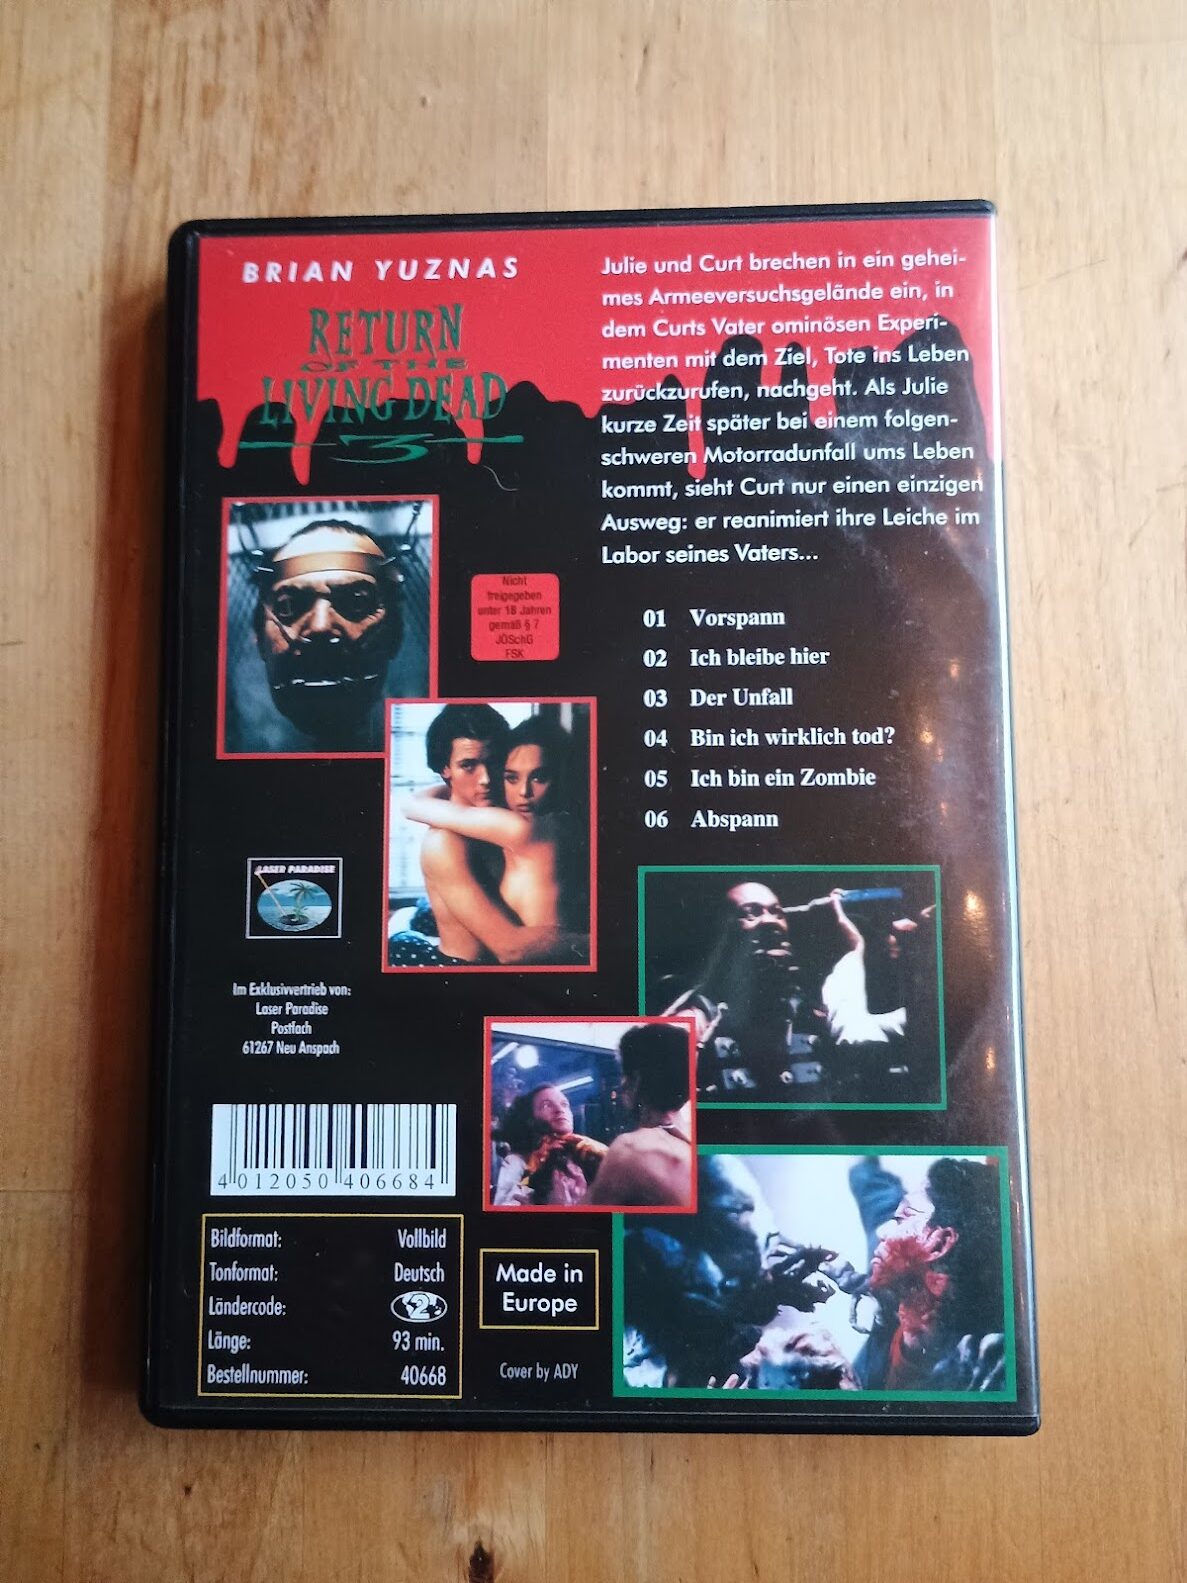 BRIAN YUZNAS
RETURN
OF THE
LIVING DEAD
3
Julie und Curt brechen in ein gehei-
mes Armeeversuchsgelände ein, in
dem Curts Vater ominösen Experi-
menten mit dem Ziel, Tote ins Leben
zurückzurufen, nachgeht. Als Julie
kurze Zeit später bei einem folgen-
schweren Motorradunfall ums Leben
kommt, sieht Curt nur einen einzigen
Ausweg: er reanimiert ihre Leiche im
Labor seines Vaters...
Nicht
freigegeben
unter 18 Jahren
gemäß § 7
JÖSchG
FSK
01 Vorspann
02 Ich bleibe hier
03 Der Unfall
04 Bin ich wirklich tod?
05 Ich bin ein Zombie
06 Abspann
LASER PARADISE
Im Exklusivvertrieb von:
Laser Paradise
Postfach
61267 Neu Anspach
4 012050 406684
Bildformat: Vollbild
Tonformat: Deutsch
Ländercode: 2
Länge: 93 min.
Bestellnummer: 40668
Made in
Europe
Cover by ADY